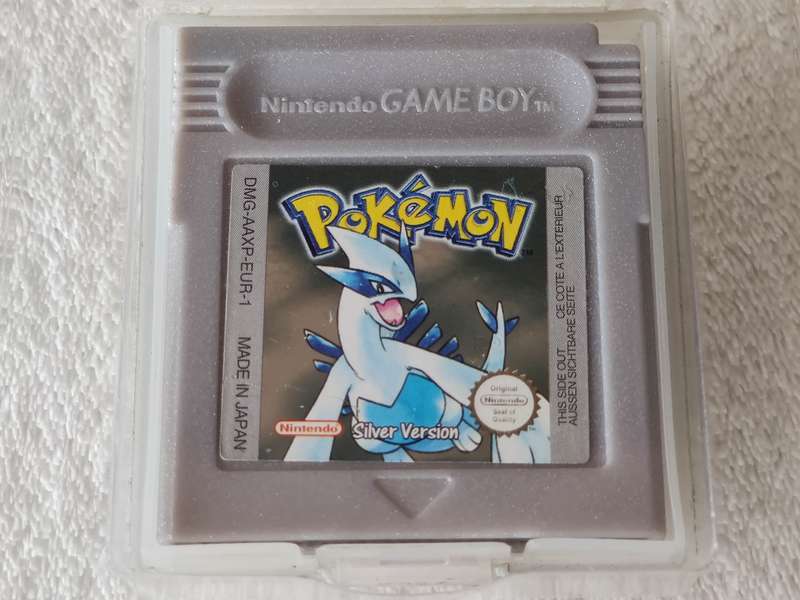 Nintendo GAME BOY TM
DMG-AAXP-EUR-1 MADE IN JAPAN
POKéMON
TM
Nintendo
Silver Version
Original
Nintendo
Seal of
Quality
THIS SIDE OUT CE COTE A L'EXTERIEUR
AUSSEN SICHTBARE SEITE